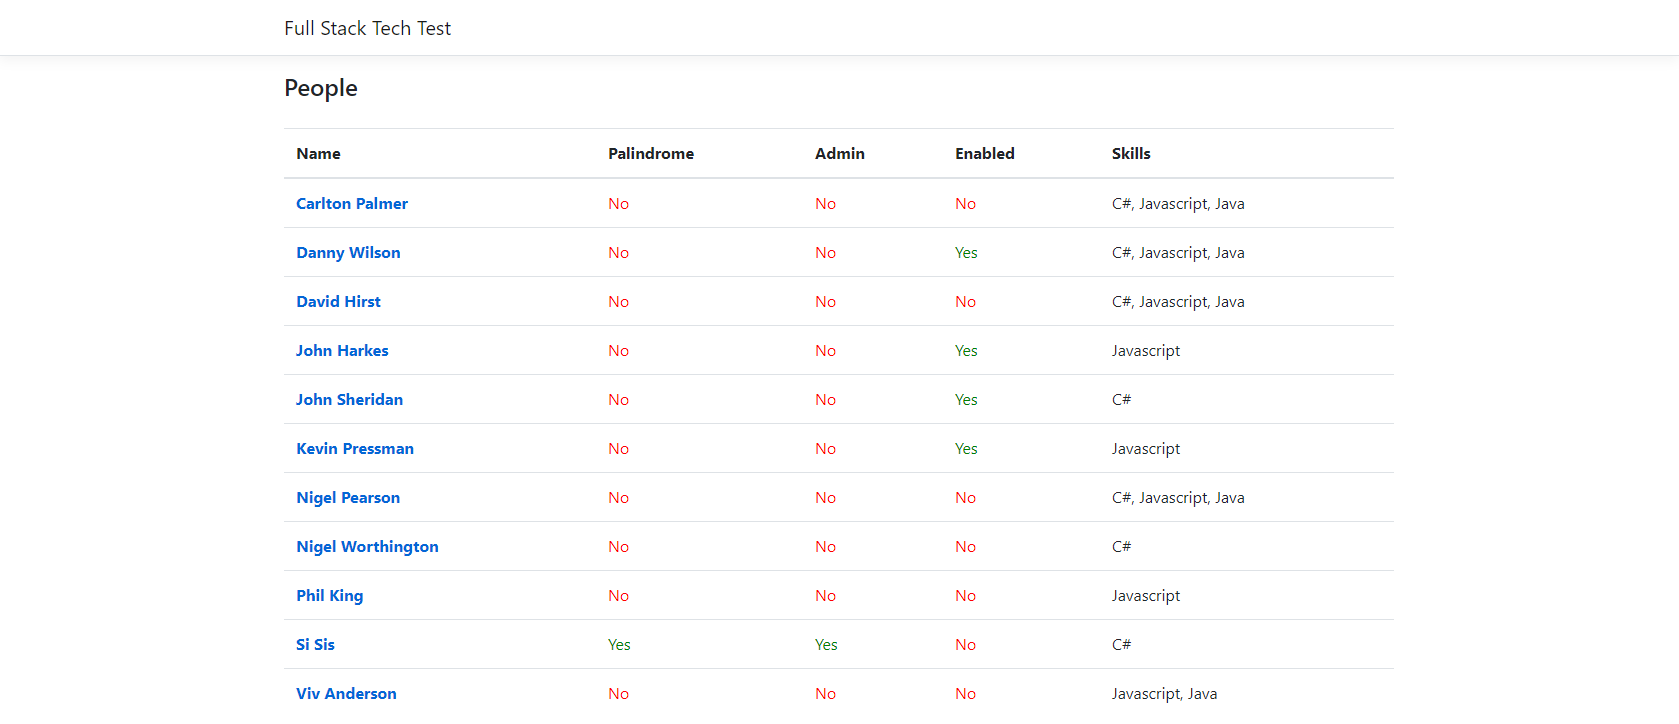 Full Stack Tech Test
People
Name Palindrome Admin Enabled Skills
Carlton Palmer No No No C#, Javascript, Java
Danny Wilson No No Yes C#, Javascript, Java
David Hirst No No No C#, Javascript, Java
John Harkes No No Yes Javascript
John Sheridan No No Yes C#
Kevin Pressman No No Yes Javascript
Nigel Pearson No No No C#, Javascript, Java
Nigel Worthington No No No C#
Phil King No No No Javascript
Si Sis Yes Yes No C#
Viv Anderson No No No Javascript, Java